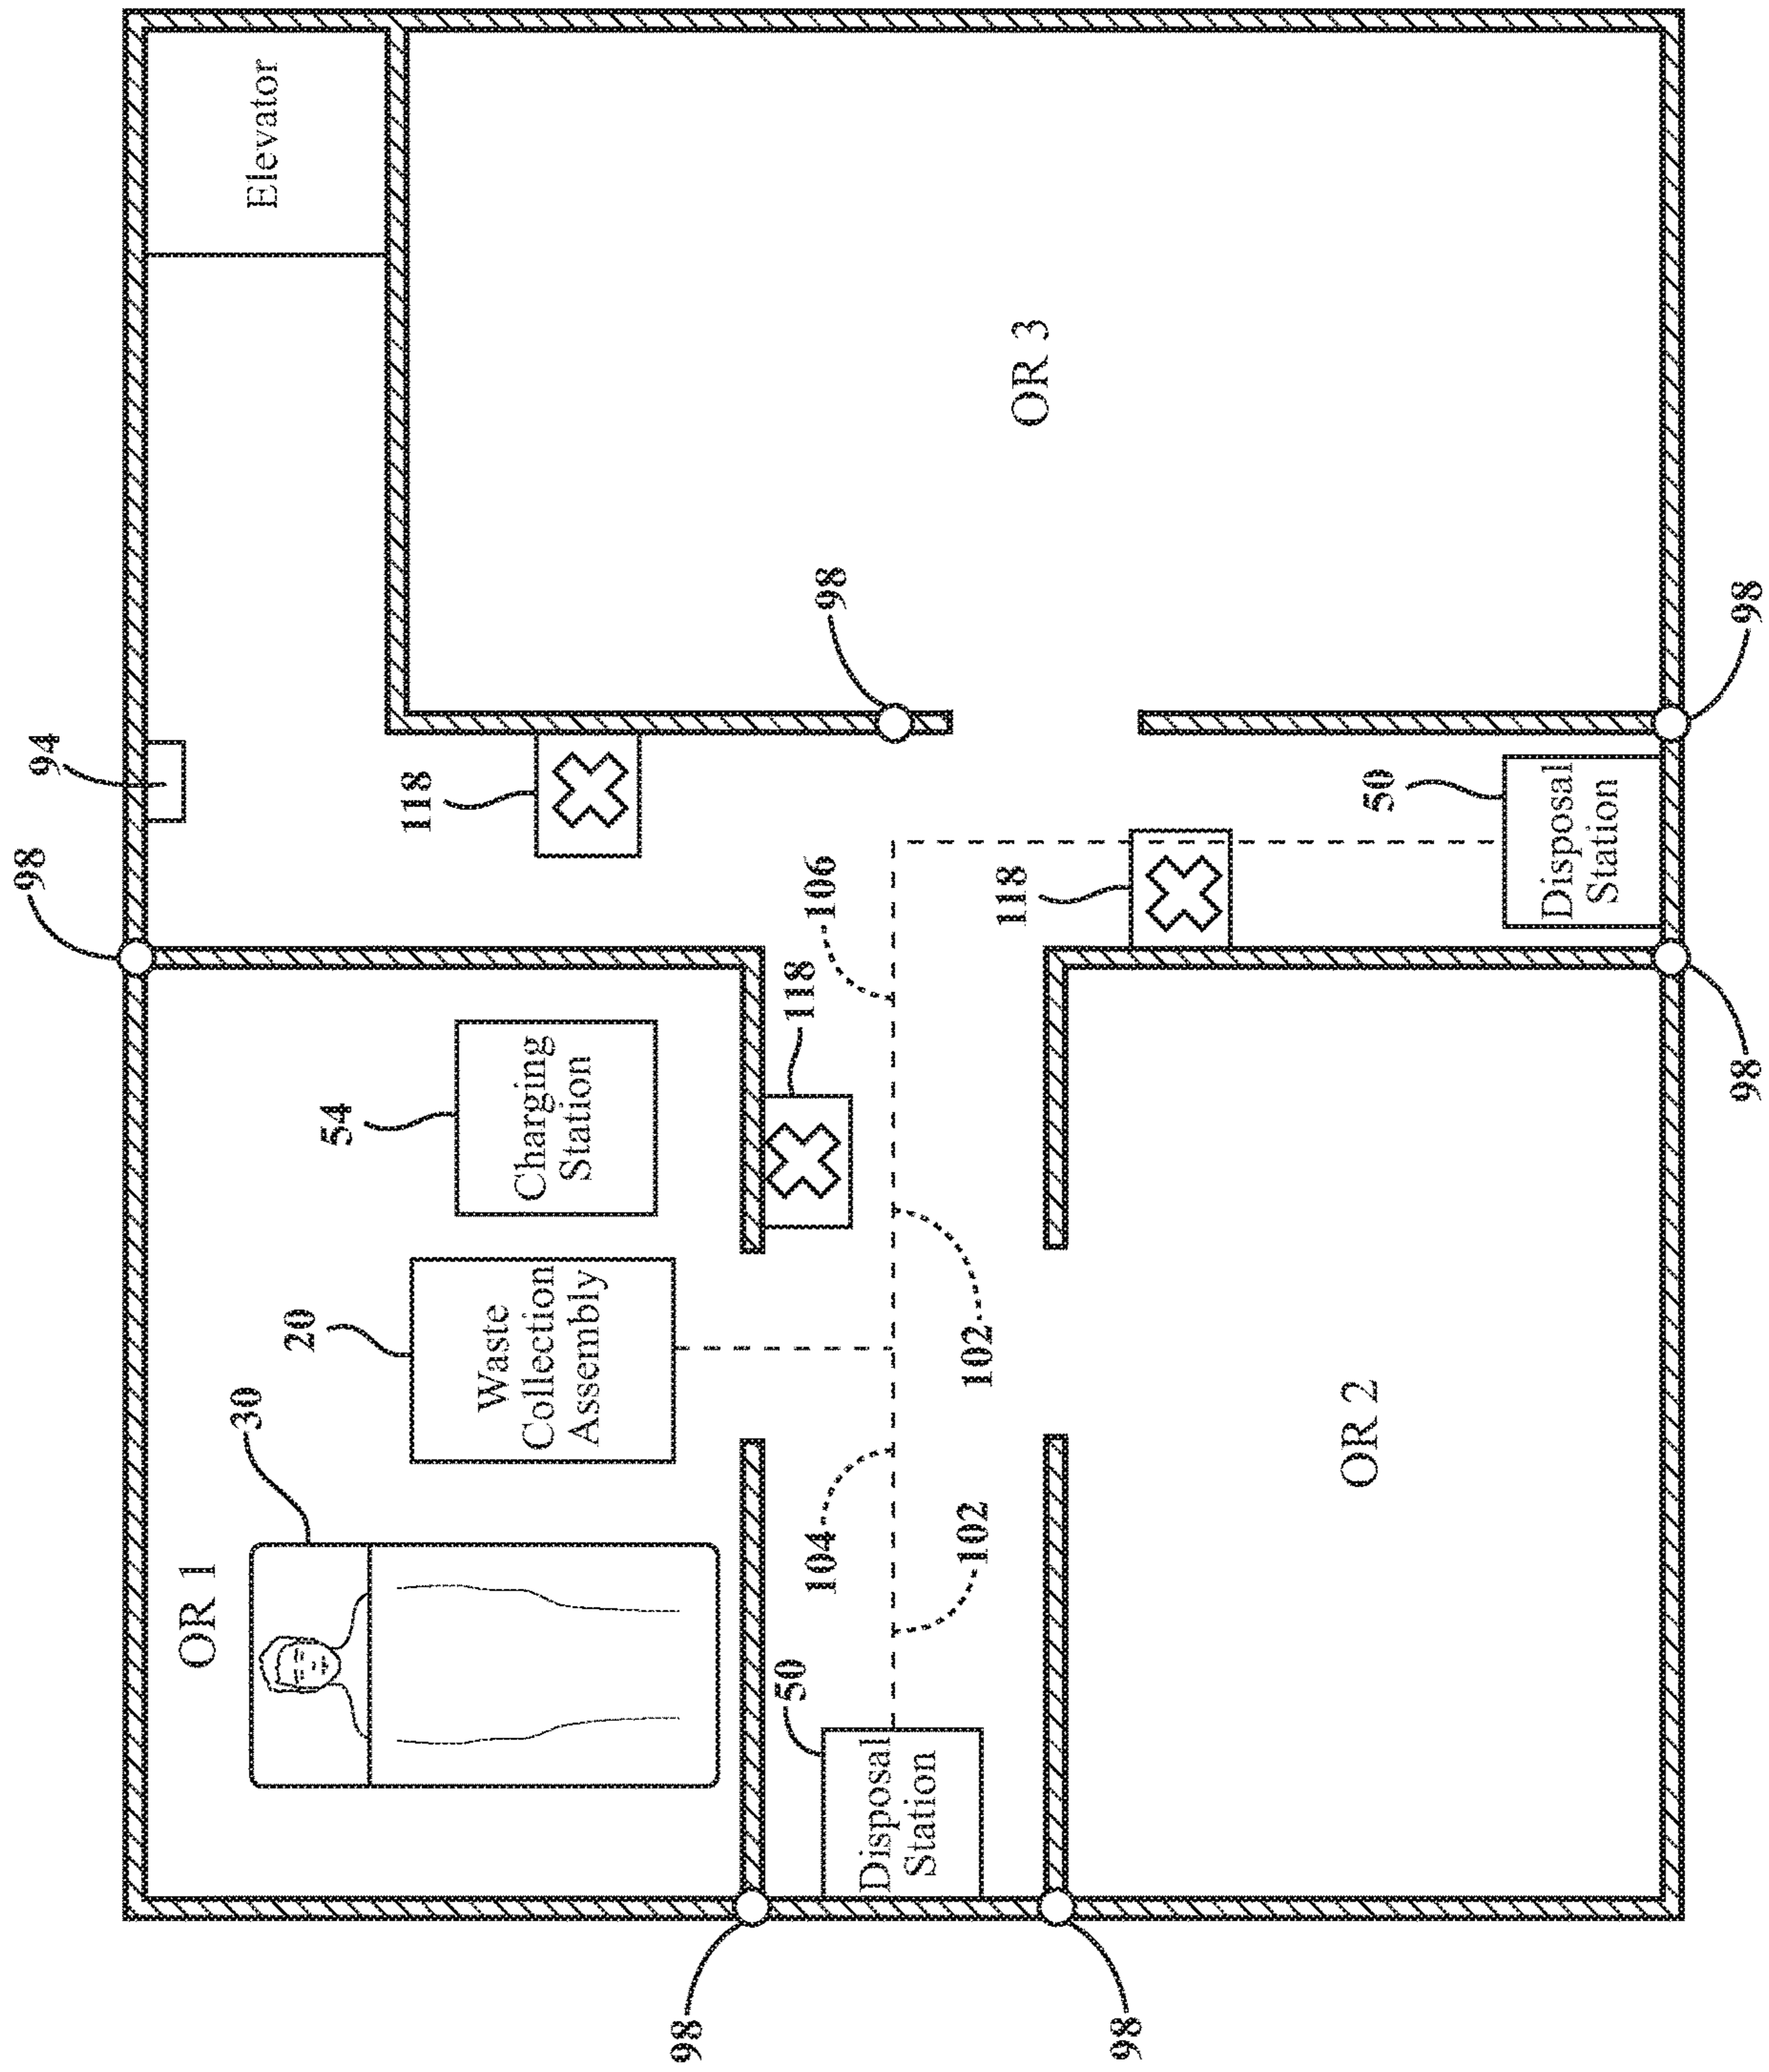 98
94
OR 1
30
Elevator
20
54
118
Waste
Collection
Assembly
Charging
Station
98
50
118
104
106
98
Disposal
Station
102
102
118
OR 3
98
OR 2
50
Disposal
Station
98
98